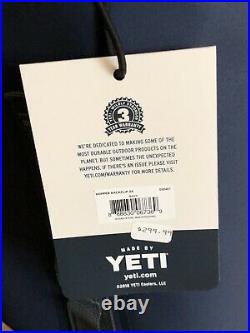 3
YEAR WARRANTY
WE'RE DEDICATED TO MAKING SOME OF THE
MOST DURABLE OUTDOOR PRODUCTS ON THE
PLANET. BUT SOMETIMES THE UNEXPECTED
HAPPENS. IF THERE'S AN ISSUE PLEASE VISIT
YETI.COM/WARRANTY FOR MORE DETAILS.
HOPPER BACKFLIP 24
NAVY
$299.99
MADE BY
YETI
yeti.com
©2018 YETI Coolers, LLC